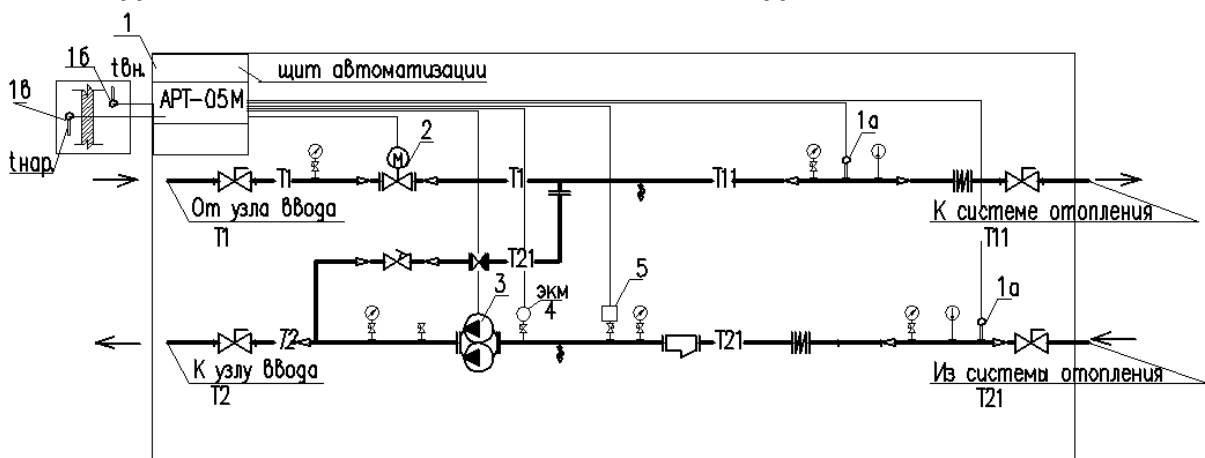 1
1б
tвн.
щит автоматизации
1в
АРТ-05М
tнар.
2
М
1а
Т1
Т1
Т1
От узла ввода
Т1
К системе отопления
Т11
Т21
3
ЭКМ
4
5
1а
Т2
Т21
К узлу ввода
Т2
Из системы отопления
Т21